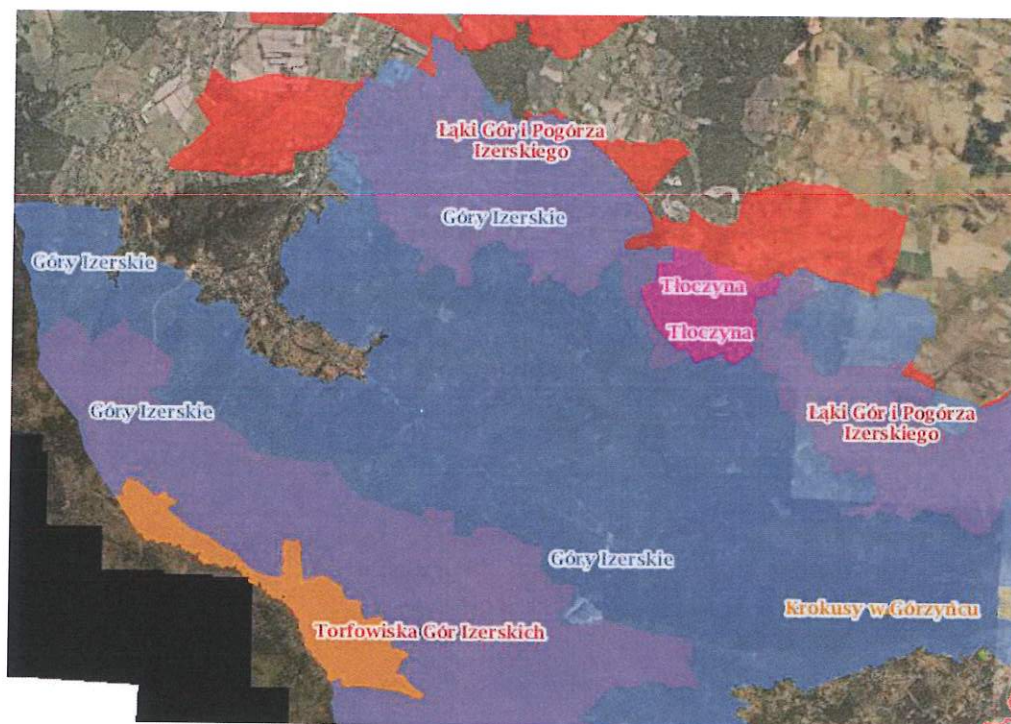 Łąki Gór i Pogórza
Izerskiego
Góry Izerskie
Góry Izerskie
Tłoczyna
Tłoczyna
Góry Izerskie
Łąki Gór i Pogórza
Izerskiego
Góry Izerskie
Krokusy w Górzyńcu
Torfowiska Gór Izerskich